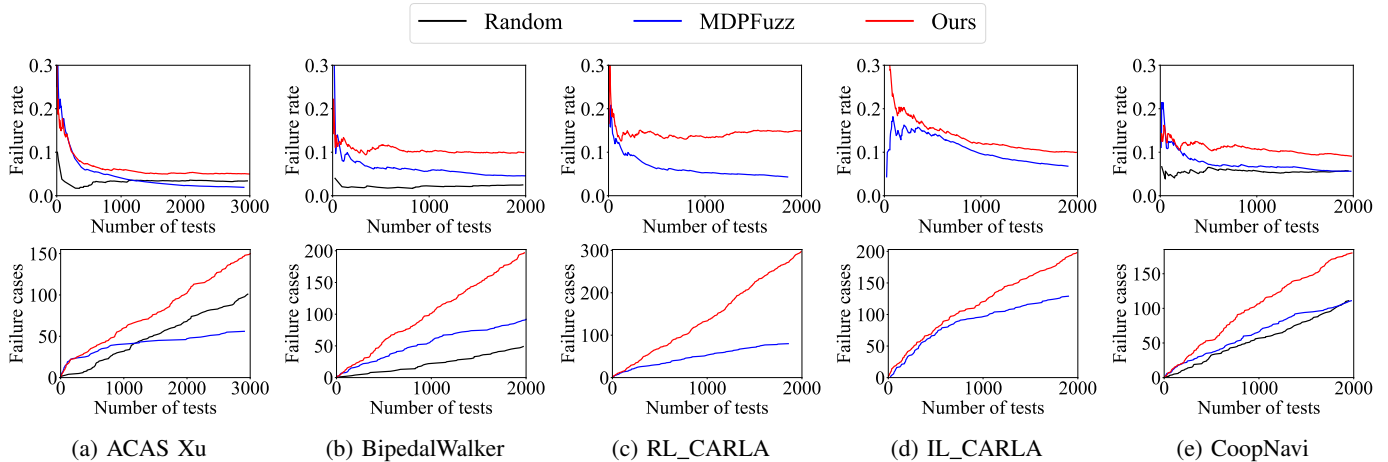 Random MDPFuzz Ours
0.3 0.3 0.3 0.3 0.3
0.2 0.2 0.2 0.2 0.2
0.1 0.1 0.1 0.1 0.1
0.0 0.0 0.0 0.0 0.0
Failure rate Failure rate Failure rate Failure rate Failure rate
0 1000 2000 3000 0 1000 2000 0 1000 2000 0 1000 2000 0 1000 2000
Number of tests Number of tests Number of tests Number of tests Number of tests
150 200 300 200 150
100 150 200 150 100
50 100 100 100 50
0 50 0 50 0
0 0
Failure cases Failure cases Failure cases Failure cases Failure cases
0 1000 2000 3000 0 1000 2000 0 1000 2000 0 1000 2000 0 1000 2000
Number of tests Number of tests Number of tests Number of tests Number of tests
(a) ACAS Xu (b) BipedalWalker (c) RL_CARLA (d) IL_CARLA (e) CoopNavi